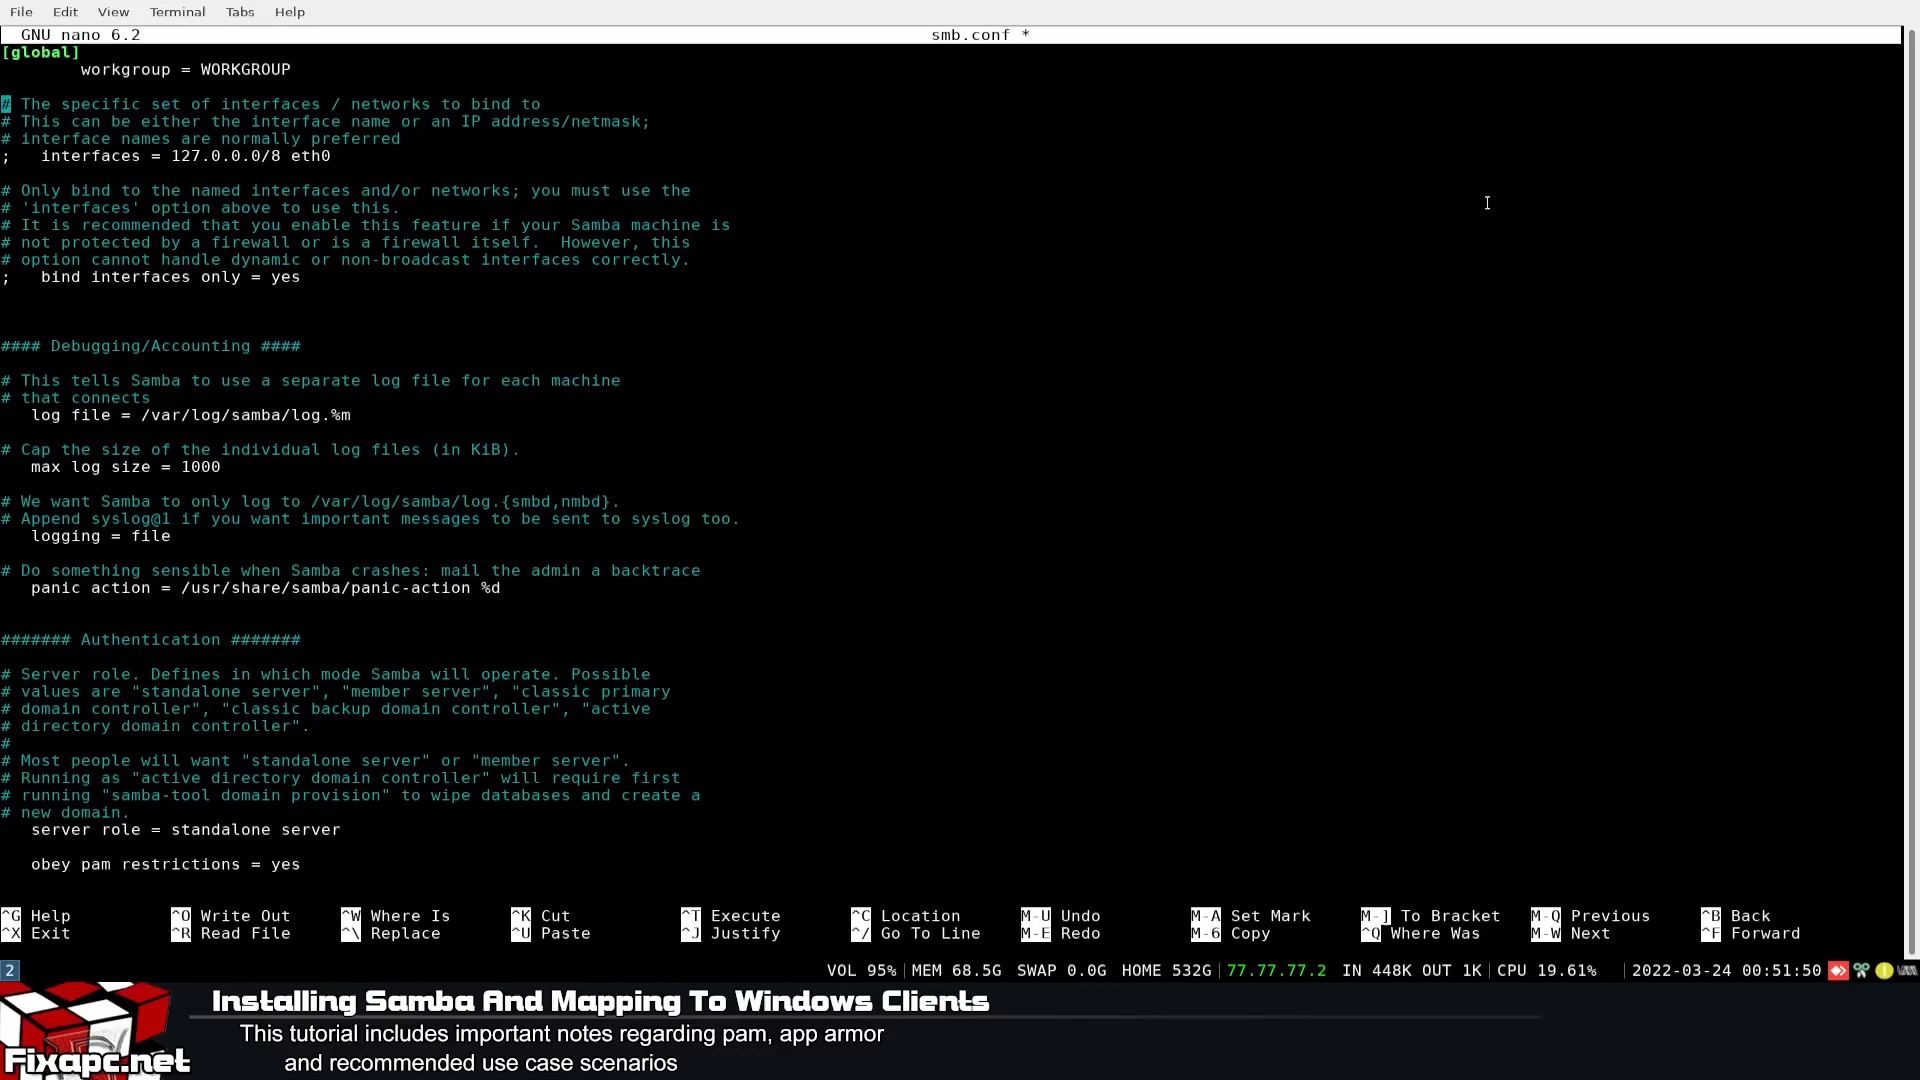 File Edit View Terminal Tabs Help
GNU nano 6.2 smb.conf *
[global]
workgroup = WORKGROUP
# The specific set of interfaces / networks to bind to
# This can be either the interface name or an IP address/netmask;
# interface names are normally preferred
;   interfaces = 127.0.0.0/8 eth0
# Only bind to the named interfaces and/or networks; you must use the
# 'interfaces' option above to use this.
# It is recommended that you enable this feature if your Samba machine is
# not protected by a firewall or is a firewall itself.  However, this
# option cannot handle dynamic or non-broadcast interfaces correctly.
;   bind interfaces only = yes
#### Debugging/Accounting ####
# This tells Samba to use a separate log file for each machine
# that connects
log file = /var/log/samba/log.%m
# Cap the size of the individual log files (in KiB).
max log size = 1000
# We want Samba to only log to /var/log/samba/log.{smbd,nmbd}.
# Append syslog@1 if you want important messages to be sent to syslog too.
logging = file
# Do something sensible when Samba crashes: mail the admin a backtrace
panic action = /usr/share/samba/panic-action %d
####### Authentication #######
# Server role. Defines in which mode Samba will operate. Possible
# values are "standalone server", "member server", "classic primary
# domain controller", "classic backup domain controller", "active
# directory domain controller".
#
# Most people will want "standalone server" or "member server".
# Running as "active directory domain controller" will require first
# running "samba-tool domain provision" to wipe databases and create a
# new domain.
server role = standalone server
obey pam restrictions = yes
^G Help ^O Write Out ^W Where Is ^K Cut ^T Execute ^C Location M-U Undo M-A Set Mark M-] To Bracket M-Q Previous ^B Back
^X Exit ^R Read File ^\ Replace ^U Paste ^J Justify ^/ Go To Line M-E Redo M-6 Copy ^Q Where Was M-W Next ^F Forward
2 VOL 95% | MEM 68.5G SWAP 0.0G HOME 532G | 77.77.77.2 IN 448K OUT 1K | CPU 19.61% | 2022-03-24 00:51:50
Installing Samba And Mapping To Windows Clients
This tutorial includes important notes regarding pam, app armor
and recommended use case scenarios
Fixapc.net